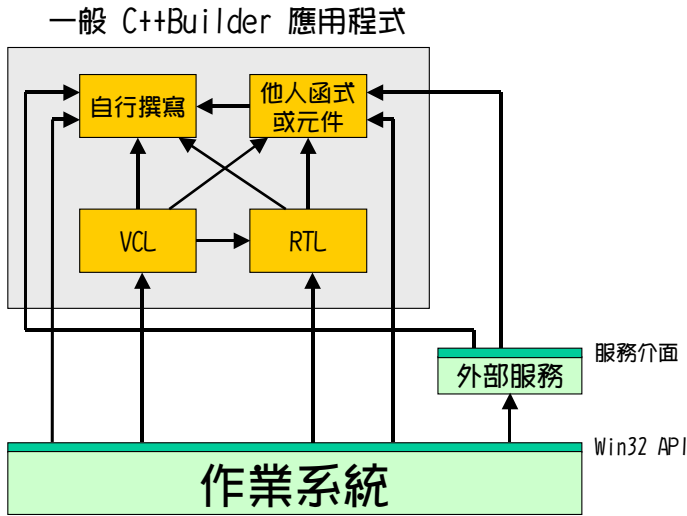 一般 C++Builder 應用程式
自行撰寫
他人函式
或元件
VCL
RTL
服務介面
外部服務
Win32 API
作業系統